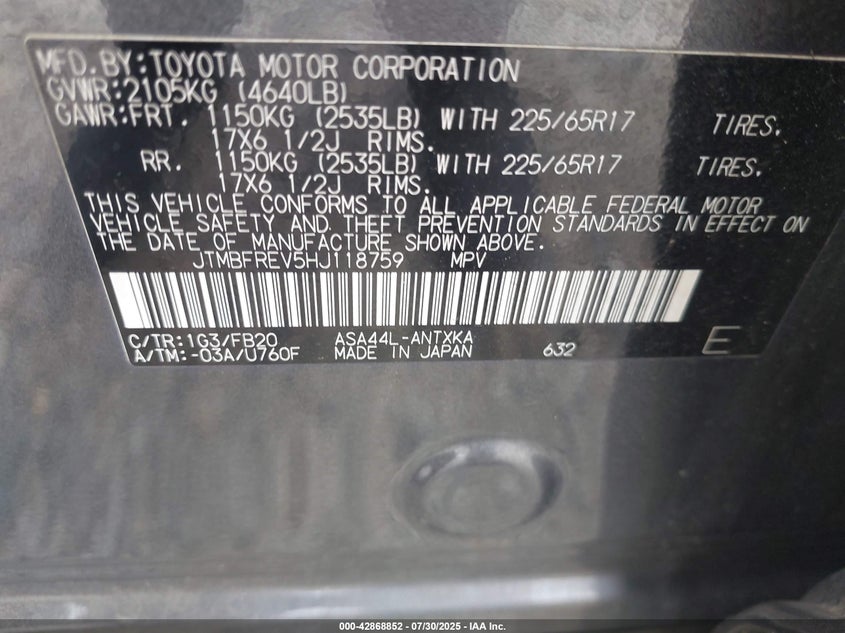 MFD.BY:TOYOTA MOTOR CORPORATION
GVWR:2105KG (4640LB)
GAWR:FRT. 1150KG (2535LB) WITH 225/65R17 TIRES.
17X6 1/2J RIMS.
RR. 1150KG (2535LB) WITH 225/65R17 TIRES.
17X6 1/2J RIMS.
THIS VEHICLE CONFORMS TO ALL APPLICABLE FEDERAL MOTOR
VEHICLE SAFETY AND THEFT PREVENTION STANDARDS IN EFFECT ON
THE DATE OF MANUFACTURE SHOWN ABOVE.
JTMBFREV5HJ118759 MPV
C/TR:1G3/FB20 ASA44L-ANTXKA
A/TM:-03A/U760F MADE IN JAPAN 632 E
000-42868852 / 07/30/2025 - IAA Inc.